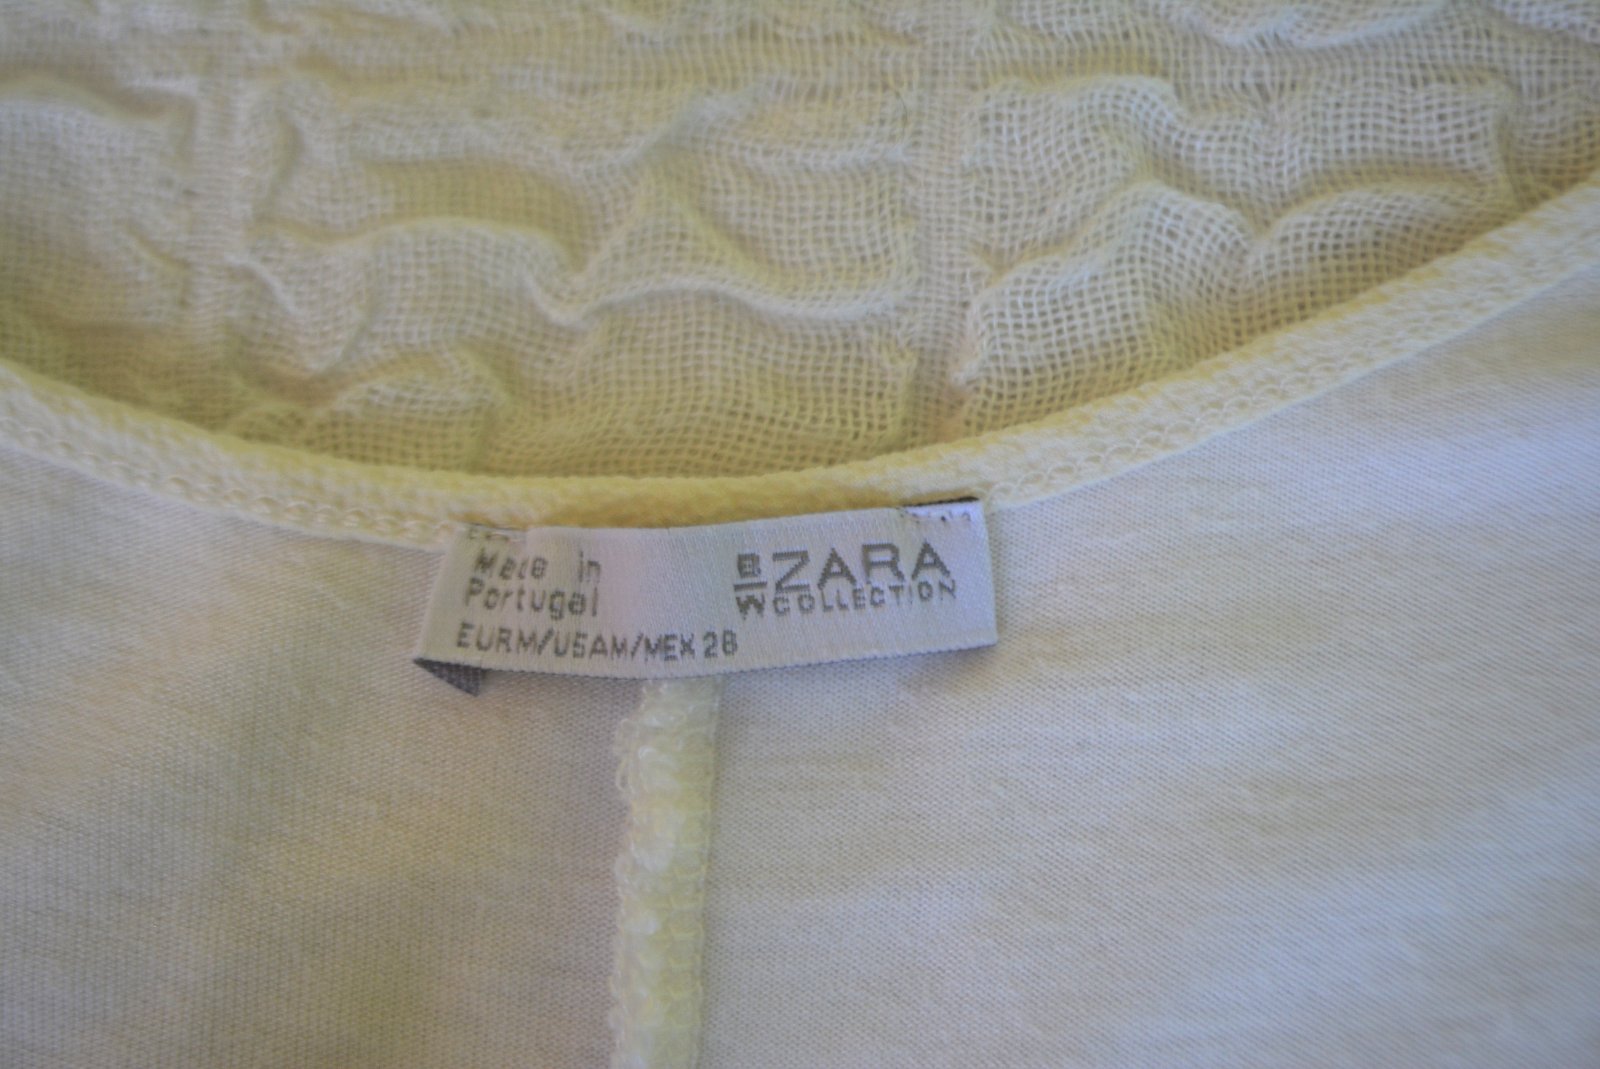 Made in
Portugal
EUR M/USA M/MEX 28
B/W ZARA
COLLECTION